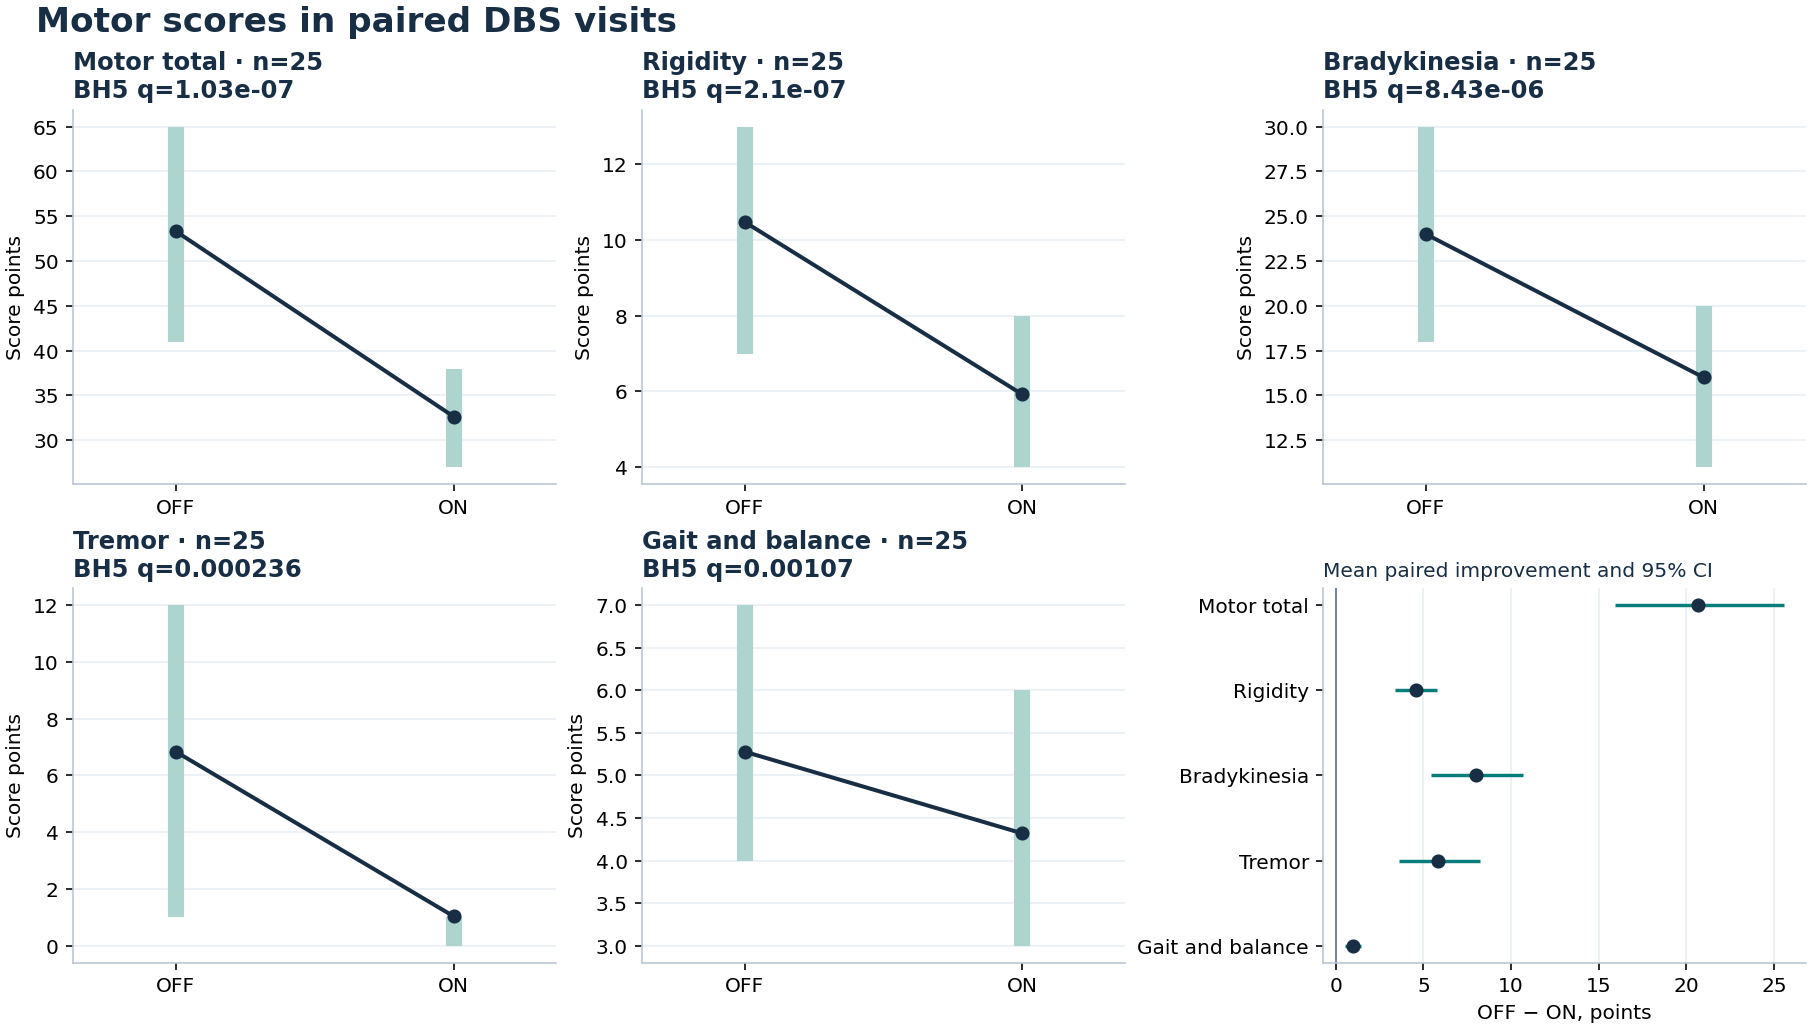 Motor scores in paired DBS visits
Motor total · n=25
BH5 q=1.03e-07
65
60
55
50
45
40
35
30
Score points
OFF
ON
Rigidity · n=25
BH5 q=2.1e-07
12
10
8
6
4
Score points
OFF
ON
Bradykinesia · n=25
BH5 q=8.43e-06
30.0
27.5
25.0
22.5
20.0
17.5
15.0
12.5
Score points
OFF
ON
Tremor · n=25
BH5 q=0.000236
12
10
8
6
4
2
0
Score points
OFF
ON
Gait and balance · n=25
BH5 q=0.00107
7.0
6.5
6.0
5.5
5.0
4.5
4.0
3.5
3.0
Score points
OFF
ON
Mean paired improvement and 95% CI
Motor total
Rigidity
Bradykinesia
Tremor
Gait and balance
0
5
10
15
20
25
OFF − ON, points